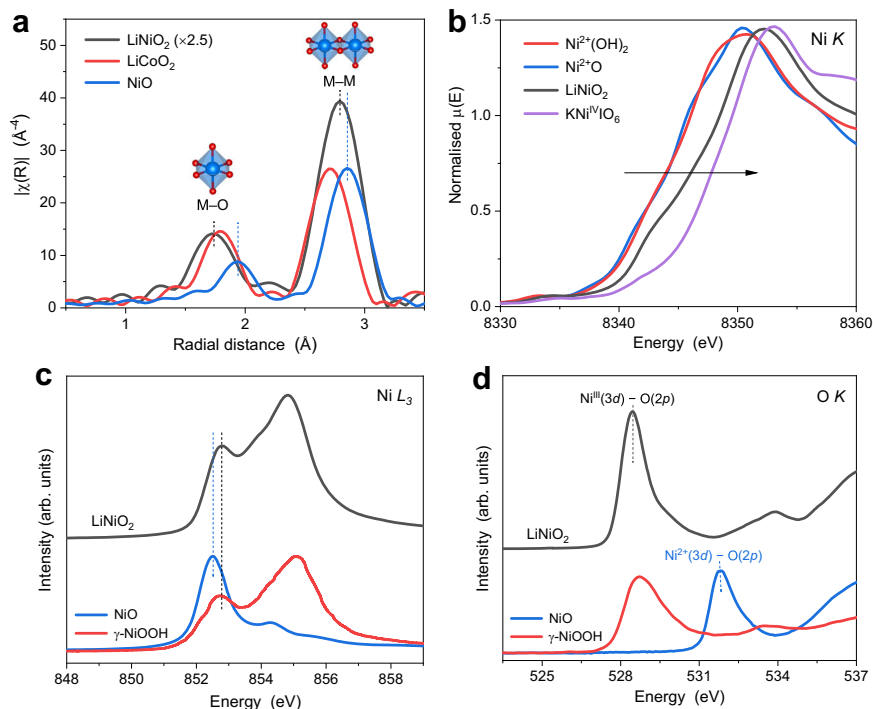 a
LiNiO₂ (×2.5)
LiCoO₂
NiO
M–M
M–O
|χ(R)| (Å⁻⁴)
50
40
30
20
10
0
1
2
3
Radial distance (Å)
b
Ni K
Ni²⁺(OH)₂
Ni²⁺O
LiNiO₂
KNiᴵⱽIO₆
Normalised μ(E)
1.5
1.0
0.5
0.0
8330
8340
8350
8360
Energy (eV)
c
Ni L₃
LiNiO₂
NiO
γ-NiOOH
Intensity (arb. units)
848
850
852
854
856
858
Energy (eV)
d
O K
Niᴵᴵᴵ(3d) – O(2p)
LiNiO₂
Ni²⁺(3d) – O(2p)
NiO
γ-NiOOH
Intensity (arb. units)
525
528
531
534
537
Energy (eV)